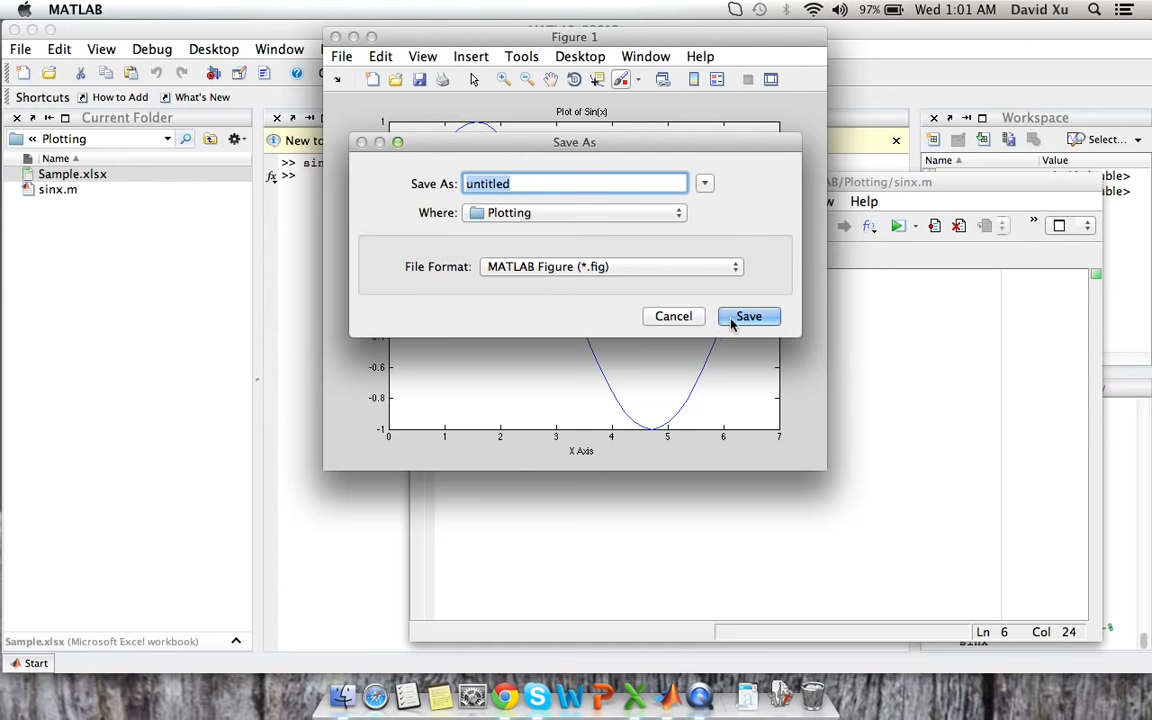 MATLAB 97% Wed 1:01 AM David Xu
File Edit View Debug Desktop Window
Shortcuts How to Add What's New
Current Folder
« Plotting
Name
Sample.xlsx
sinx.m
Sample.xlsx (Microsoft Excel workbook)
Start
New to
>> sin
fx >>
Figure 1
File Edit View Insert Tools Desktop Window Help
Plot of Sin(x)
1
Save As
Save As: untitled
Where: Plotting
File Format: MATLAB Figure (*.fig)
Cancel Save
-0.6
-0.8
-1
0 1 2 3 4 5 6 7
X Axis
Workspace
Select...
Name Value
AB/Plotting/sinx.m
Help
Ln 6 Col 24
sinx